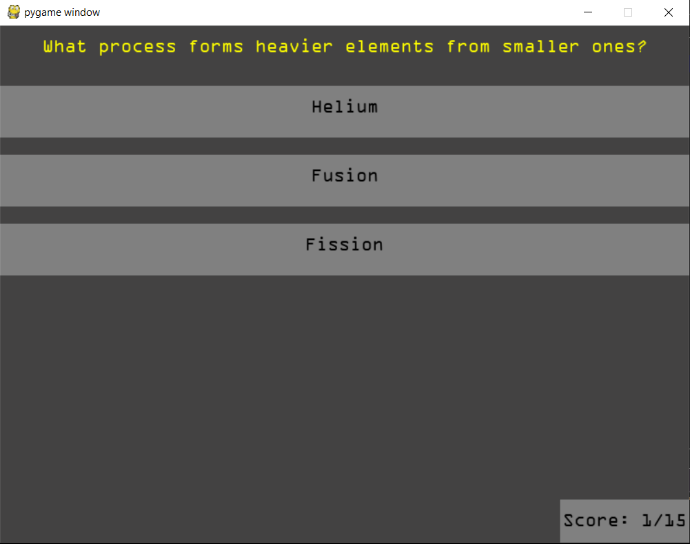 pygame window
What process forms heavier elements from smaller ones?
Helium
Fusion
Fission
Score: 1/15